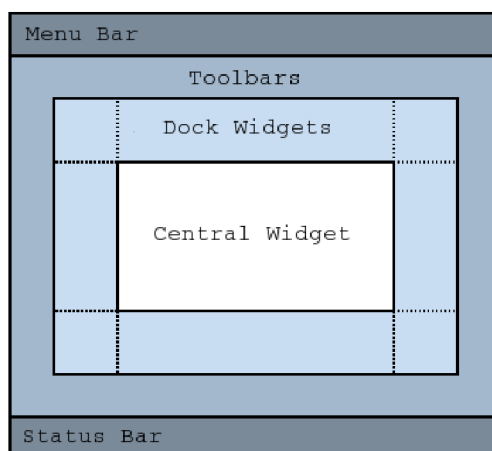 Menu Bar
Toolbars
Dock Widgets
Central Widget
Status Bar